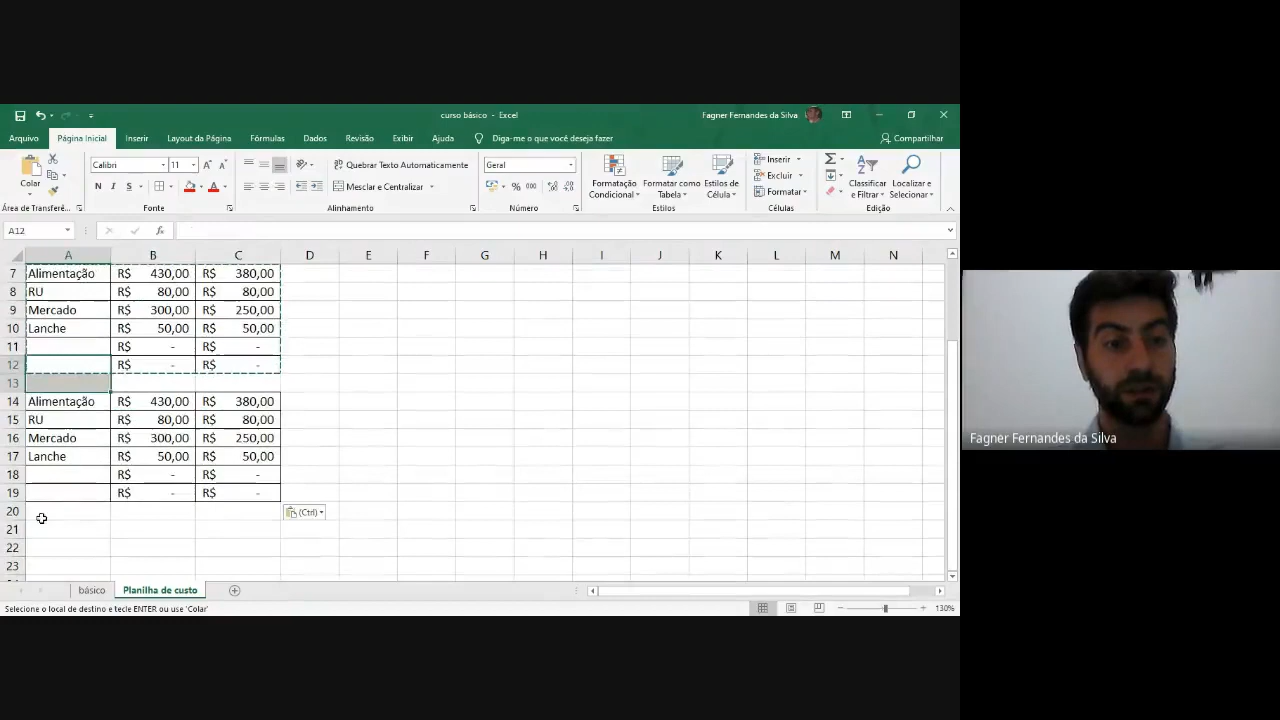 curso básico - Excel
Fagner Fernandes da Silva
Arquivo Página Inicial Inserir Layout da Página Fórmulas Dados Revisão Exibir Ajuda Diga-me o que você deseja fazer Compartilhar
Colar
Calibri 11
Quebrar Texto Automaticamente
Geral
Formatação Condicional
Formatar como Tabela
Estilos de Célula
Inserir
Excluir
Formatar
Classificar e Filtrar
Localizar e Selecionar
N I S
Mesclar e Centralizar
% 000
Área de Transferê... Fonte Alinhamento Número Estilos Células Edição
A12 fx
A B C D E F G H I J K L M N
7 Alimentação R$ 430,00 R$ 380,00
8 RU R$ 80,00 R$ 80,00
9 Mercado R$ 300,00 R$ 250,00
10 Lanche R$ 50,00 R$ 50,00
11 R$ - R$ -
12 R$ - R$ -
13
14 Alimentação R$ 430,00 R$ 380,00
15 RU R$ 80,00 R$ 80,00
16 Mercado R$ 300,00 R$ 250,00
17 Lanche R$ 50,00 R$ 50,00
18 R$ - R$ -
19 R$ - R$ -
20 (Ctrl)
21
22
23
básico Planilha de custo
Selecione o local de destino e tecle ENTER ou use 'Colar' 130%
Fagner Fernandes da Silva